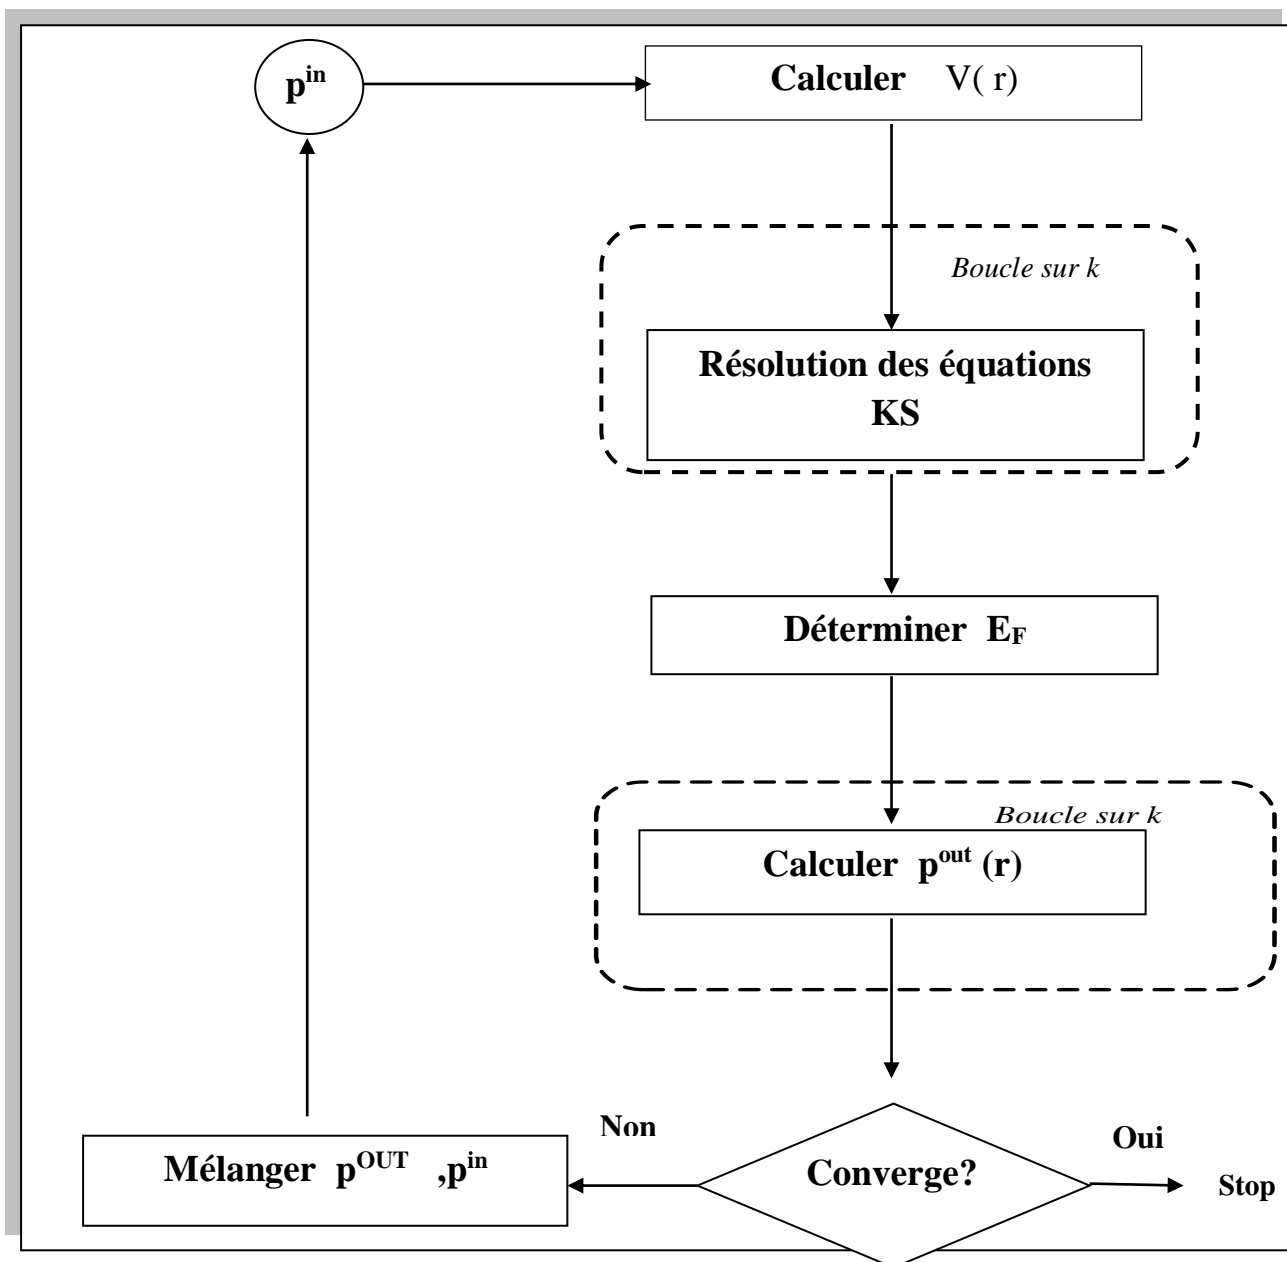 p^in
Calculer V( r)
Boucle sur k
Résolution des équations
KS
Déterminer E_F
Boucle sur k
Calculer p^out (r)
Non
Oui
Mélanger p^OUT ,p^in
Converge?
Stop